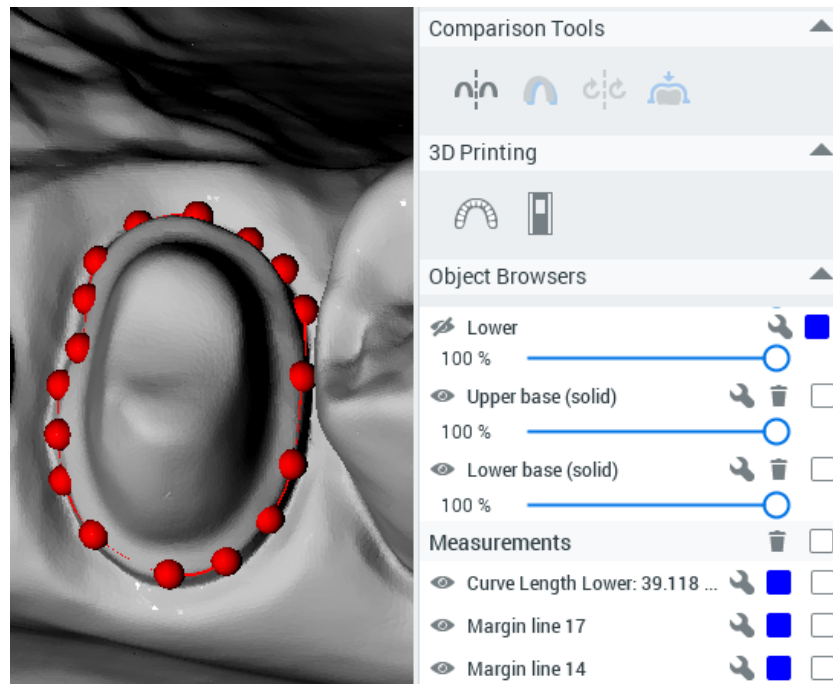 Comparison Tools
3D Printing
Object Browsers
Lower
100 %
Upper base (solid)
100 %
Lower base (solid)
100 %
Measurements
Curve Length Lower: 39.118 ...
Margin line 17
Margin line 14